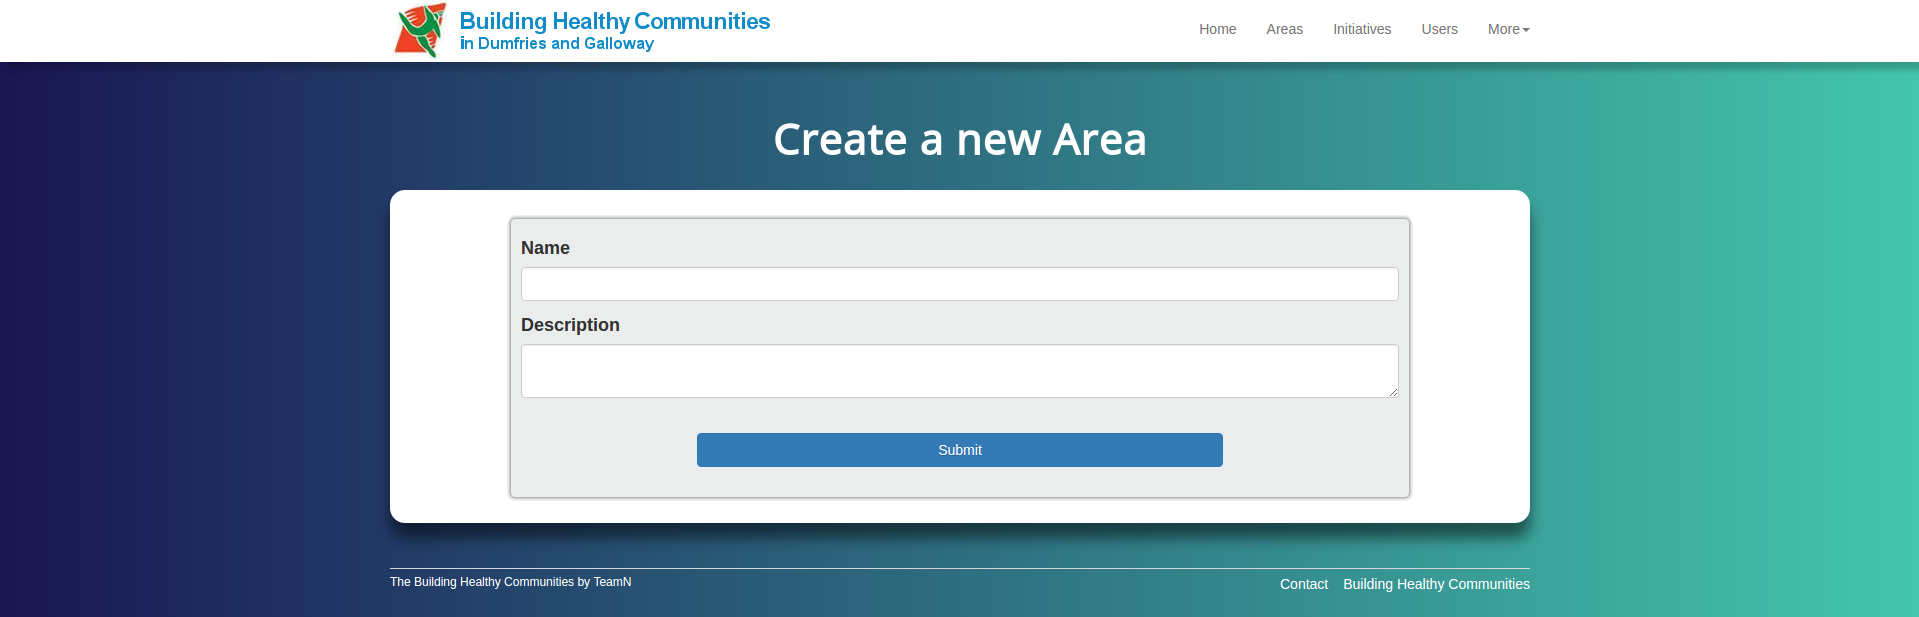 Building Healthy Communities
in Dumfries and Galloway
Home Areas Initiatives Users More
Create a new Area
Name
Description
Submit
The Building Healthy Communities by TeamN
Contact Building Healthy Communities